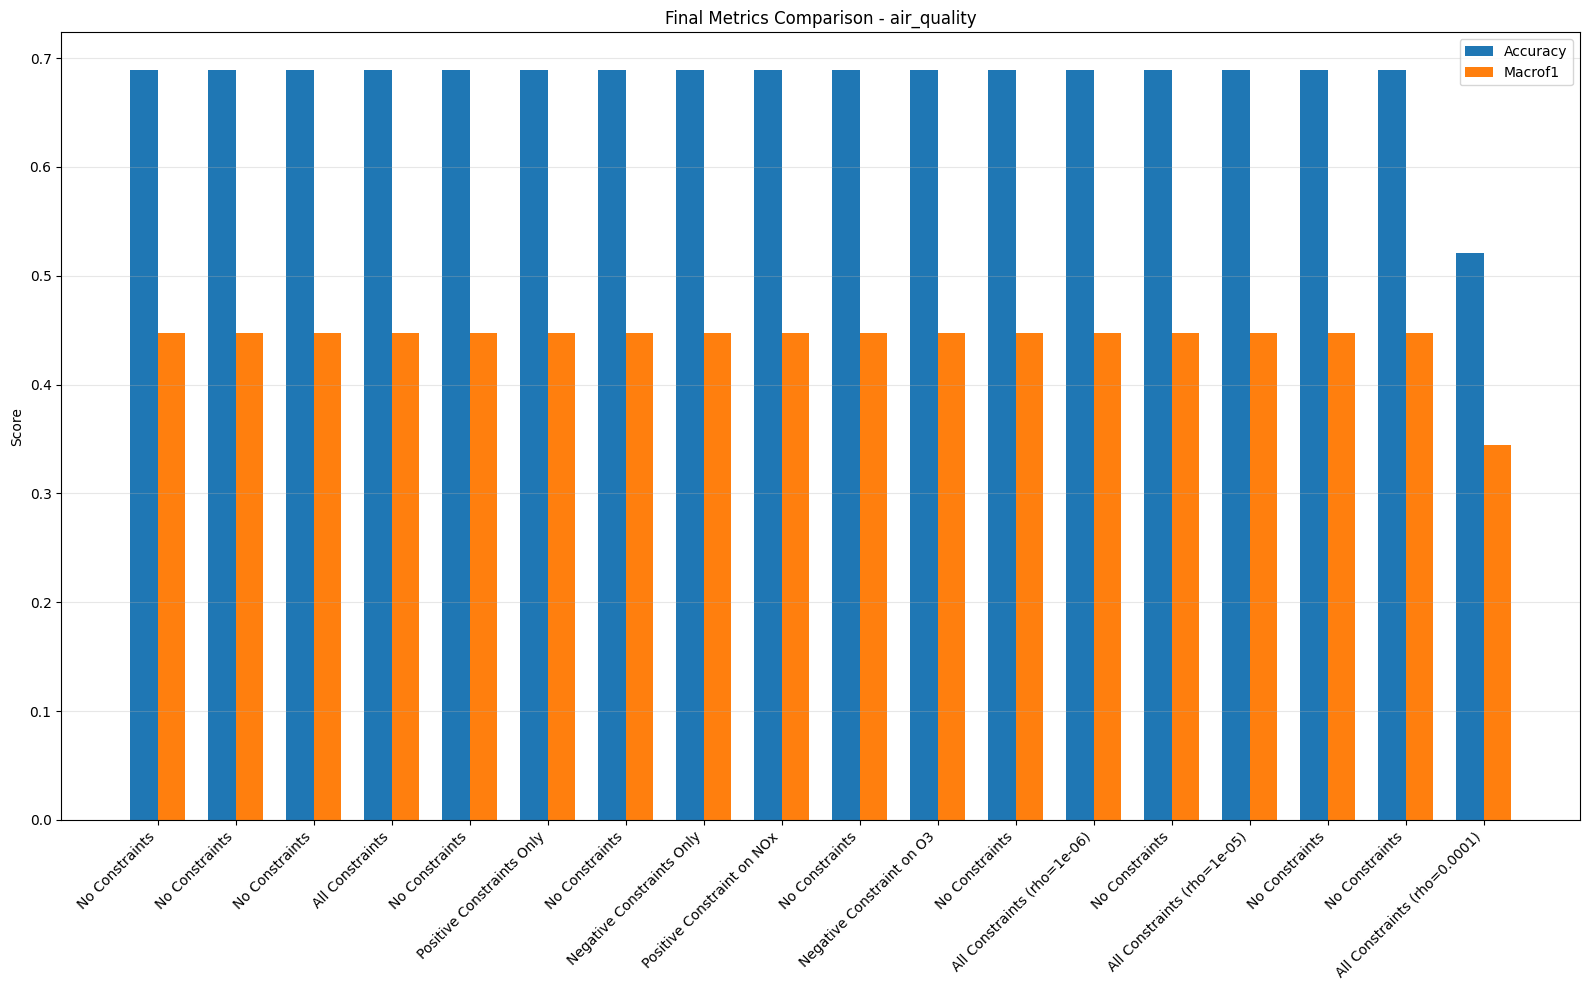 Final Metrics Comparison - air_quality
Accuracy
Macrof1
Score
0.7
0.6
0.5
0.4
0.3
0.2
0.1
0.0
No Constraints
No Constraints
No Constraints
All Constraints
No Constraints
Positive Constraints Only
No Constraints
Negative Constraints Only
Positive Constraint on NOx
No Constraints
Negative Constraint on O3
No Constraints
All Constraints (rho=1e-06)
No Constraints
All Constraints (rho=1e-05)
No Constraints
No Constraints
All Constraints (rho=0.0001)